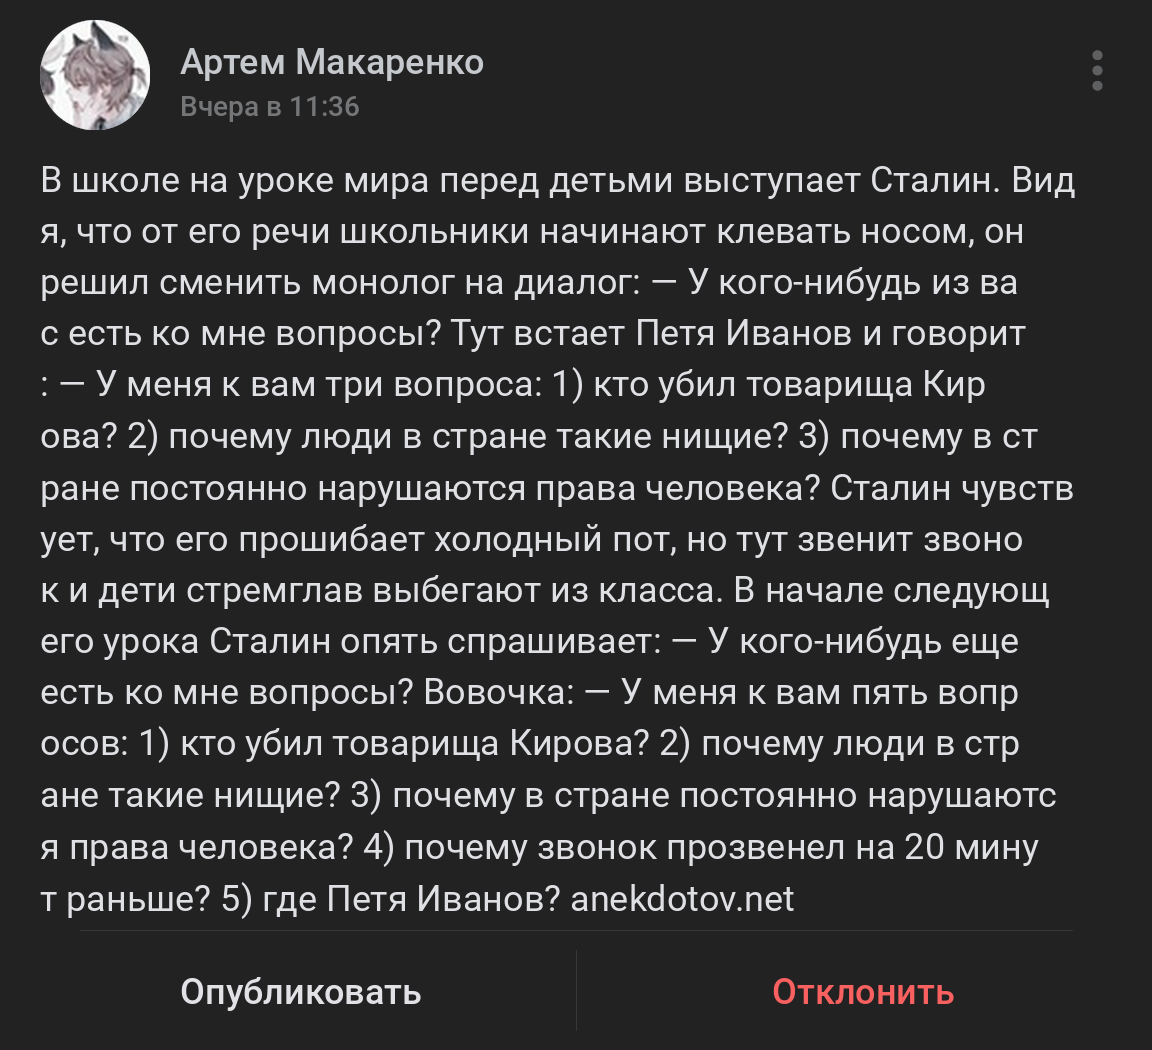 Артем Макаренко
Вчера в 11:36
В школе на уроке мира перед детьми выступает Сталин. Вид
я, что от его речи школьники начинают клевать носом, он
решил сменить монолог на диалог: — У кого-нибудь из ва
с есть ко мне вопросы? Тут встает Петя Иванов и говорит
: — У меня к вам три вопроса: 1) кто убил товарища Кир
ова? 2) почему люди в стране такие нищие? 3) почему в ст
ране постоянно нарушаются права человека? Сталин чувств
ует, что его прошибает холодный пот, но тут звенит звоно
к и дети стремглав выбегают из класса. В начале следующ
его урока Сталин опять спрашивает: — У кого-нибудь еще
есть ко мне вопросы? Вовочка: — У меня к вам пять вопр
осов: 1) кто убил товарища Кирова? 2) почему люди в стр
ане такие нищие? 3) почему в стране постоянно нарушаютс
я права человека? 4) почему звонок прозвенел на 20 мину
т раньше? 5) где Петя Иванов? anekdotov.net
Опубликовать
Отклонить